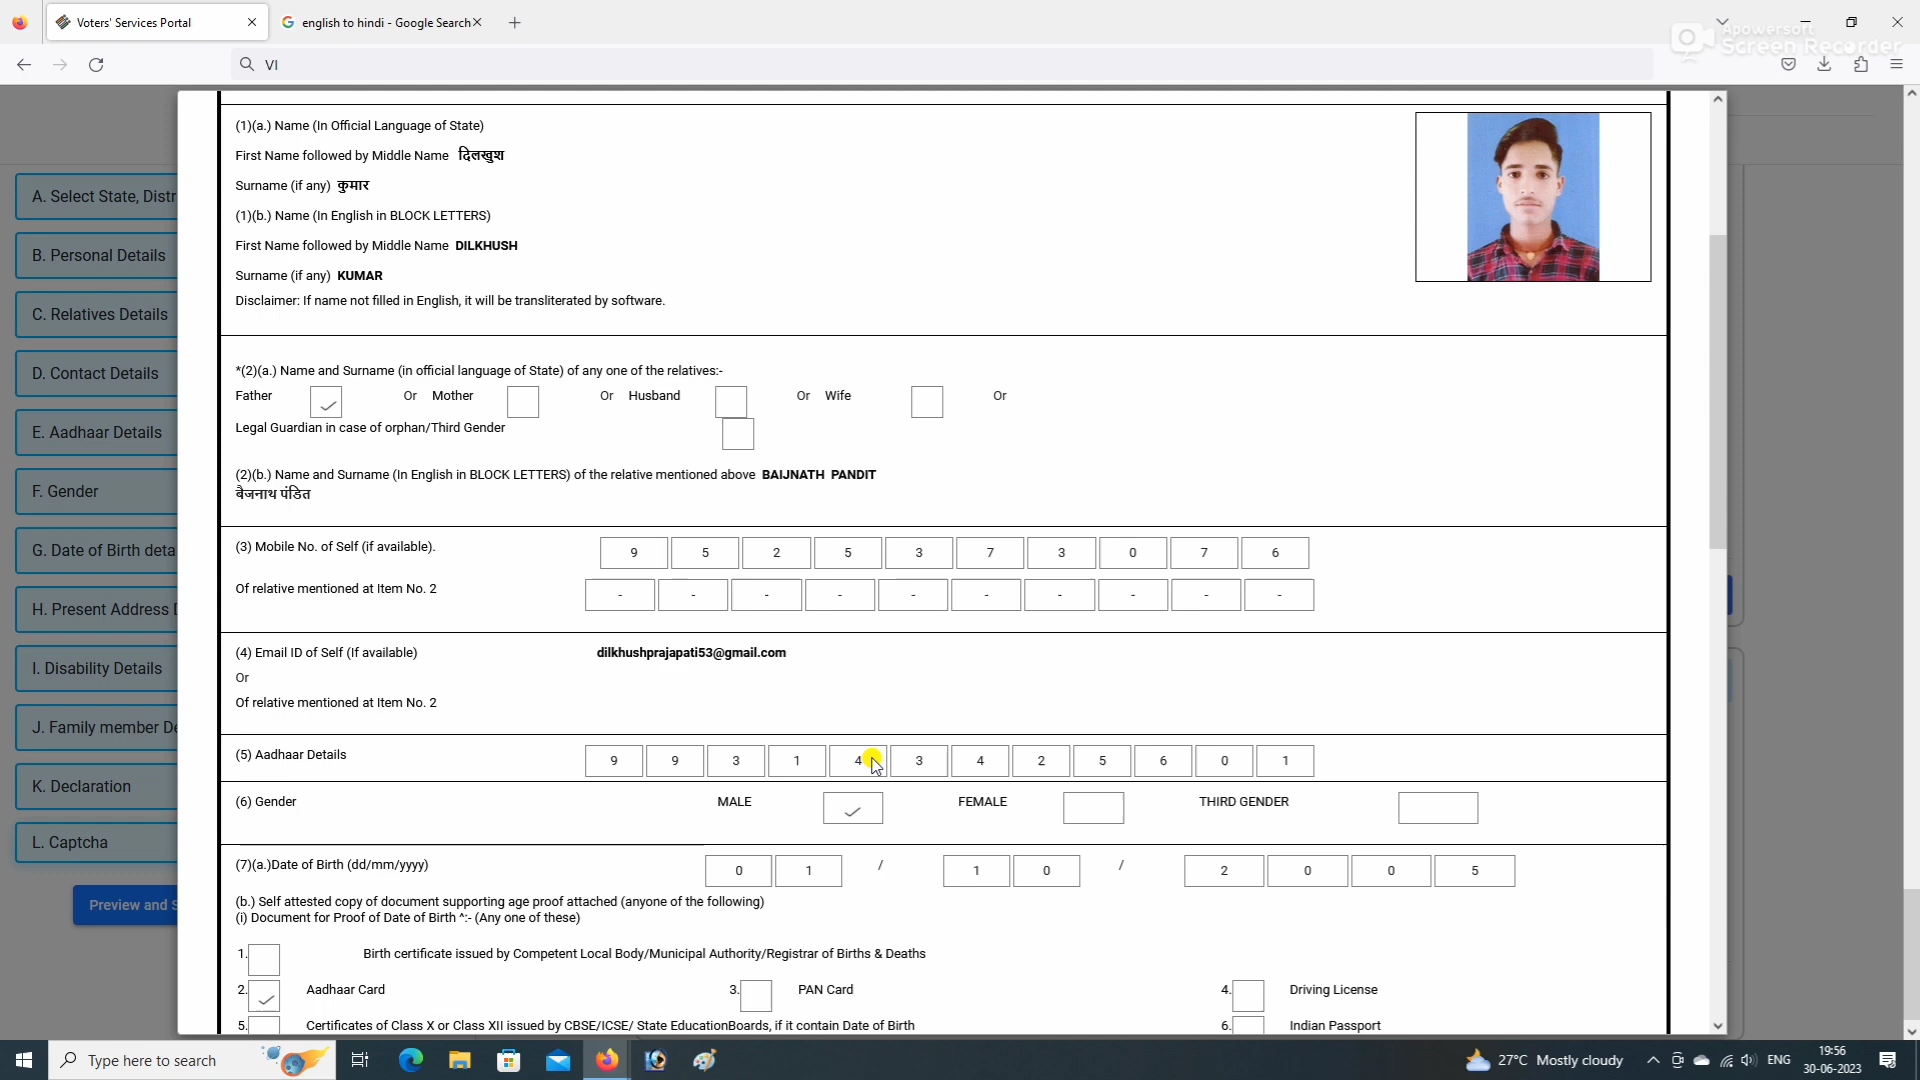 Voters' Services Portal
english to hindi - Google Search
VI
Apowersoft
Screen Recorder
A. Select State, Distr
B. Personal Details
C. Relatives Details
D. Contact Details
E. Aadhaar Details
F. Gender
G. Date of Birth deta
H. Present Address D
I. Disability Details
J. Family member De
K. Declaration
L. Captcha
Preview and S
(1)(a.) Name (In Official Language of State)
First Name followed by Middle Name दिलखुश
Surname (if any) कुमार
(1)(b.) Name (In English in BLOCK LETTERS)
First Name followed by Middle Name DILKHUSH
Surname (if any) KUMAR
Disclaimer: If name not filled in English, it will be transliterated by software.
*(2)(a.) Name and Surname (in official language of State) of any one of the relatives:-
Father Or Mother Or Husband Or Wife Or
Legal Guardian in case of orphan/Third Gender
(2)(b.) Name and Surname (In English in BLOCK LETTERS) of the relative mentioned above BAIJNATH PANDIT
बैजनाथ पंडित
(3) Mobile No. of Self (if available). 9 5 2 5 3 7 3 0 7 6
Of relative mentioned at Item No. 2 - - - - - - - - - -
(4) Email ID of Self (If available) dilkhushprajapati53@gmail.com
Or
Of relative mentioned at Item No. 2
(5) Aadhaar Details 9 9 3 1 4 3 4 2 5 6 0 1
(6) Gender MALE FEMALE THIRD GENDER
(7)(a.)Date of Birth (dd/mm/yyyy) 0 1 / 1 0 / 2 0 0 5
(b.) Self attested copy of document supporting age proof attached (anyone of the following)
(i) Document for Proof of Date of Birth ^:- (Any one of these)
1. Birth certificate issued by Competent Local Body/Municipal Authority/Registrar of Births & Deaths
2. Aadhaar Card 3. PAN Card 4. Driving License
5. Certificates of Class X or Class XII issued by CBSE/ICSE/ State EducationBoards, if it contain Date of Birth 6. Indian Passport
Type here to search
27°C Mostly cloudy
ENG
19:56
30-06-2023